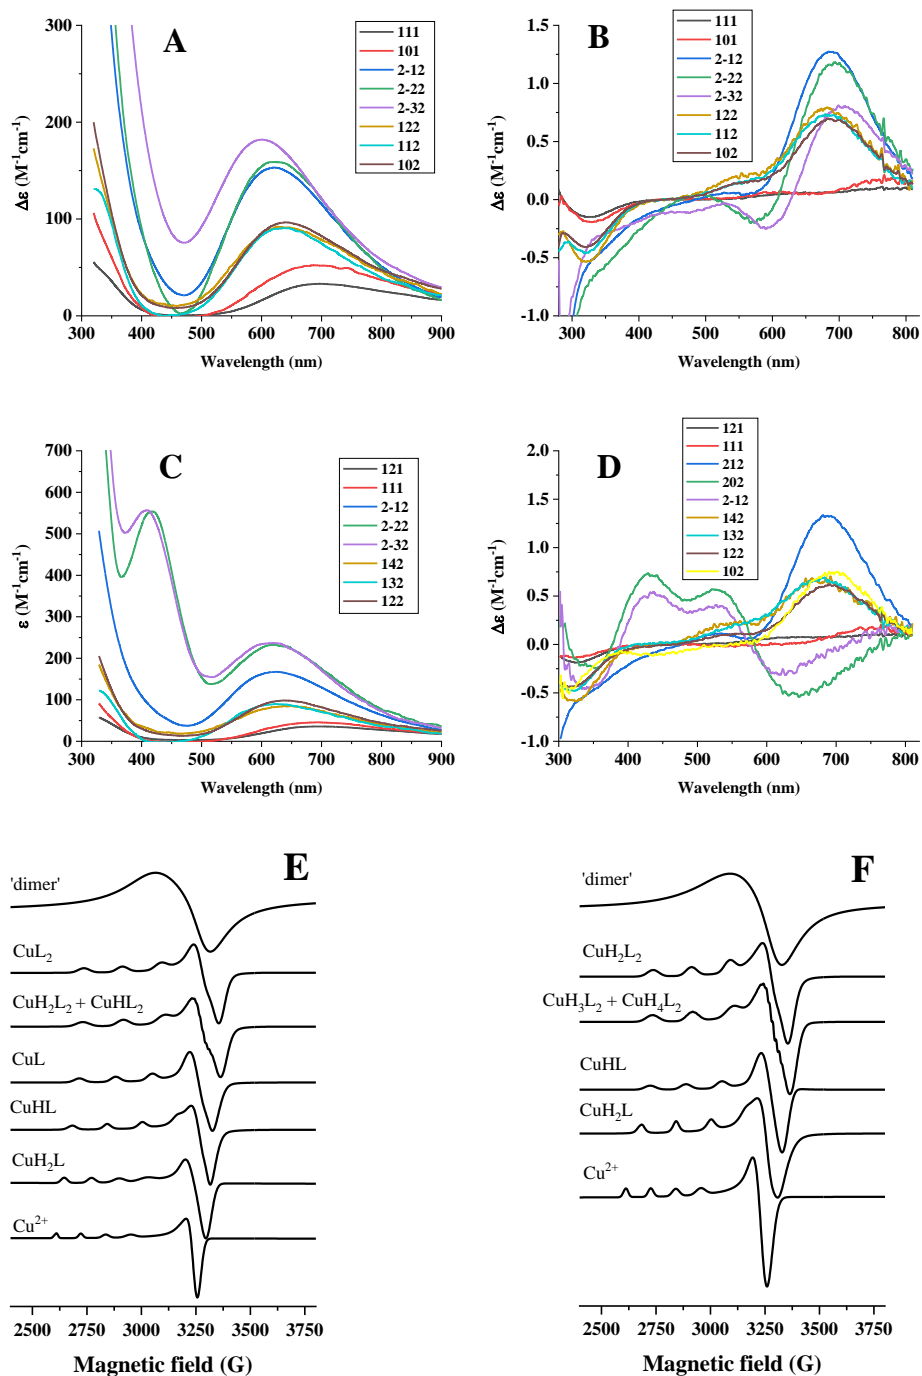 A
Δε (M⁻¹cm⁻¹)
300
200
100
0
300 400 500 600 700 800 900
Wavelength (nm)
111
101
2-12
2-22
2-32
122
112
102
B
Δε (M⁻¹cm⁻¹)
1.5
1.0
0.5
0.0
-0.5
-1.0
300 400 500 600 700 800
Wavelength (nm)
111
101
2-12
2-22
2-32
122
112
102
C
ε (M⁻¹cm⁻¹)
700
600
500
400
300
200
100
0
300 400 500 600 700 800 900
Wavelength (nm)
121
111
2-12
2-22
2-32
142
132
122
D
Δε (M⁻¹cm⁻¹)
2.0
1.5
1.0
0.5
0.0
-0.5
-1.0
300 400 500 600 700 800
Wavelength (nm)
121
111
212
202
2-12
142
132
122
102
E
'dimer'
CuL₂
CuH₂L₂ + CuHL₂
CuL
CuHL
CuH₂L
Cu²⁺
2500 2750 3000 3250 3500 3750
Magnetic field (G)
F
'dimer'
CuH₂L₂
CuH₃L₂ + CuH₄L₂
CuHL
CuH₂L
Cu²⁺
2500 2750 3000 3250 3500 3750
Magnetic field (G)